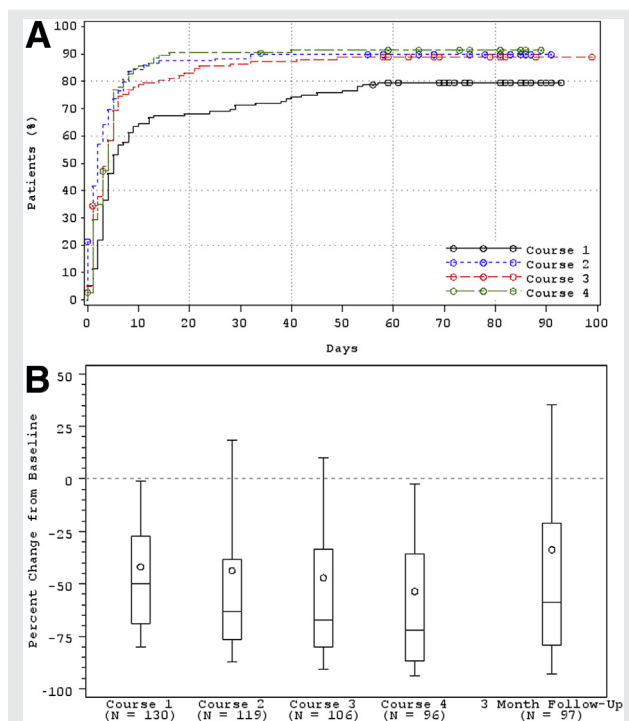 A
100
90
80
70
60
50
40
30
20
10
0
Patients (%)
Course 1
Course 2
Course 3
Course 4
0 10 20 30 40 50 60 70 80 90 100
Days
B
50
25
0
-25
-50
-75
-100
Percent Change from Baseline
Course 1 Course 2 Course 3 Course 4 3 Month Follow-Up
(N = 130) (N = 119) (N = 106) (N = 96) (N = 97)